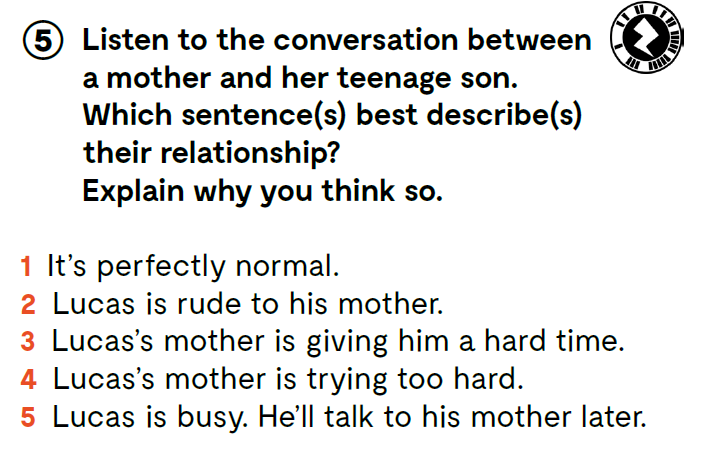 5 Listen to the conversation between
a mother and her teenage son.
Which sentence(s) best describe(s)
their relationship?
Explain why you think so.
1 It's perfectly normal.
2 Lucas is rude to his mother.
3 Lucas's mother is giving him a hard time.
4 Lucas's mother is trying too hard.
5 Lucas is busy. He'll talk to his mother later.